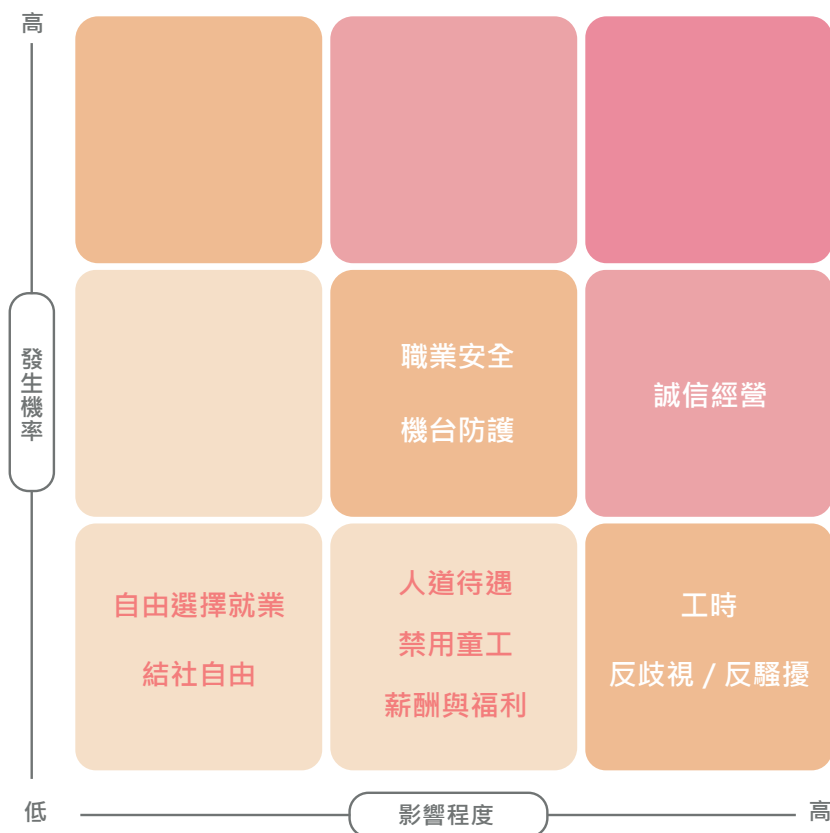 高
發生機率
職業安全
機台防護
誠信經營
自由選擇就業
結社自由
人道待遇
禁用童工
薪酬與福利
工時
反歧視 / 反騷擾
低
影響程度
高